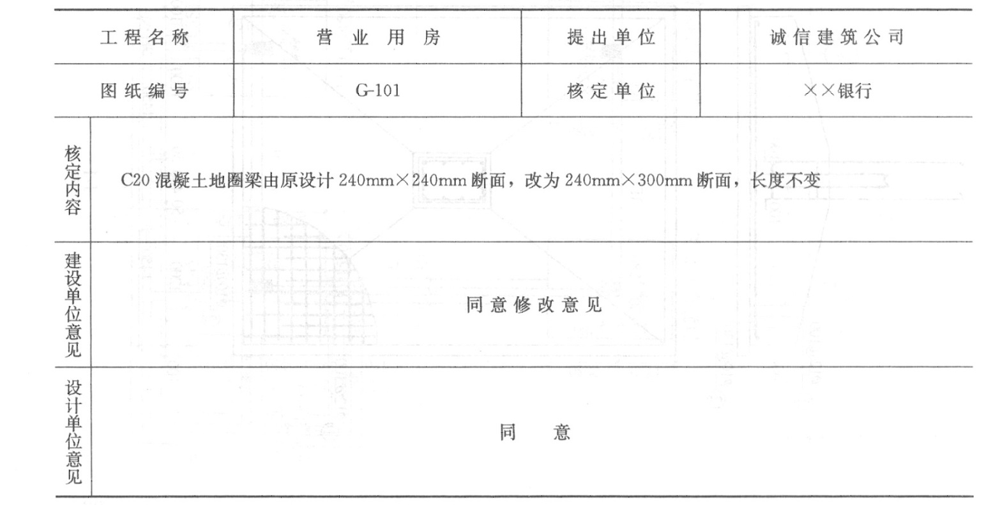 工程名称 营业用房 提出单位 诚信建筑公司
图纸编号 G-101 核定单位 ××银行
核定内容
C20混凝土地圈梁由原设计240mm×240mm断面，改为240mm×300mm断面，长度不变
建设单位意见
同意修改意见
设计单位意见
同意